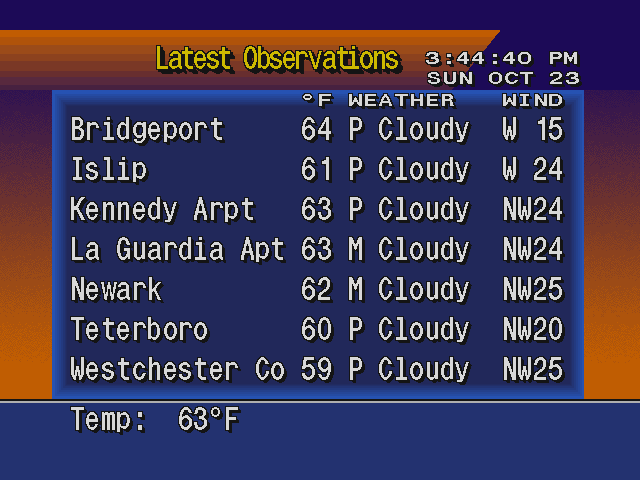 Latest Observations 3:44:40 PM
SUN OCT 23
°F WEATHER WIND
Bridgeport 64 P Cloudy W 15
Islip 61 P Cloudy W 24
Kennedy Arpt 63 P Cloudy NW24
La Guardia Apt 63 M Cloudy NW24
Newark 62 M Cloudy NW25
Teterboro 60 P Cloudy NW20
Westchester Co 59 P Cloudy NW25
Temp: 63°F